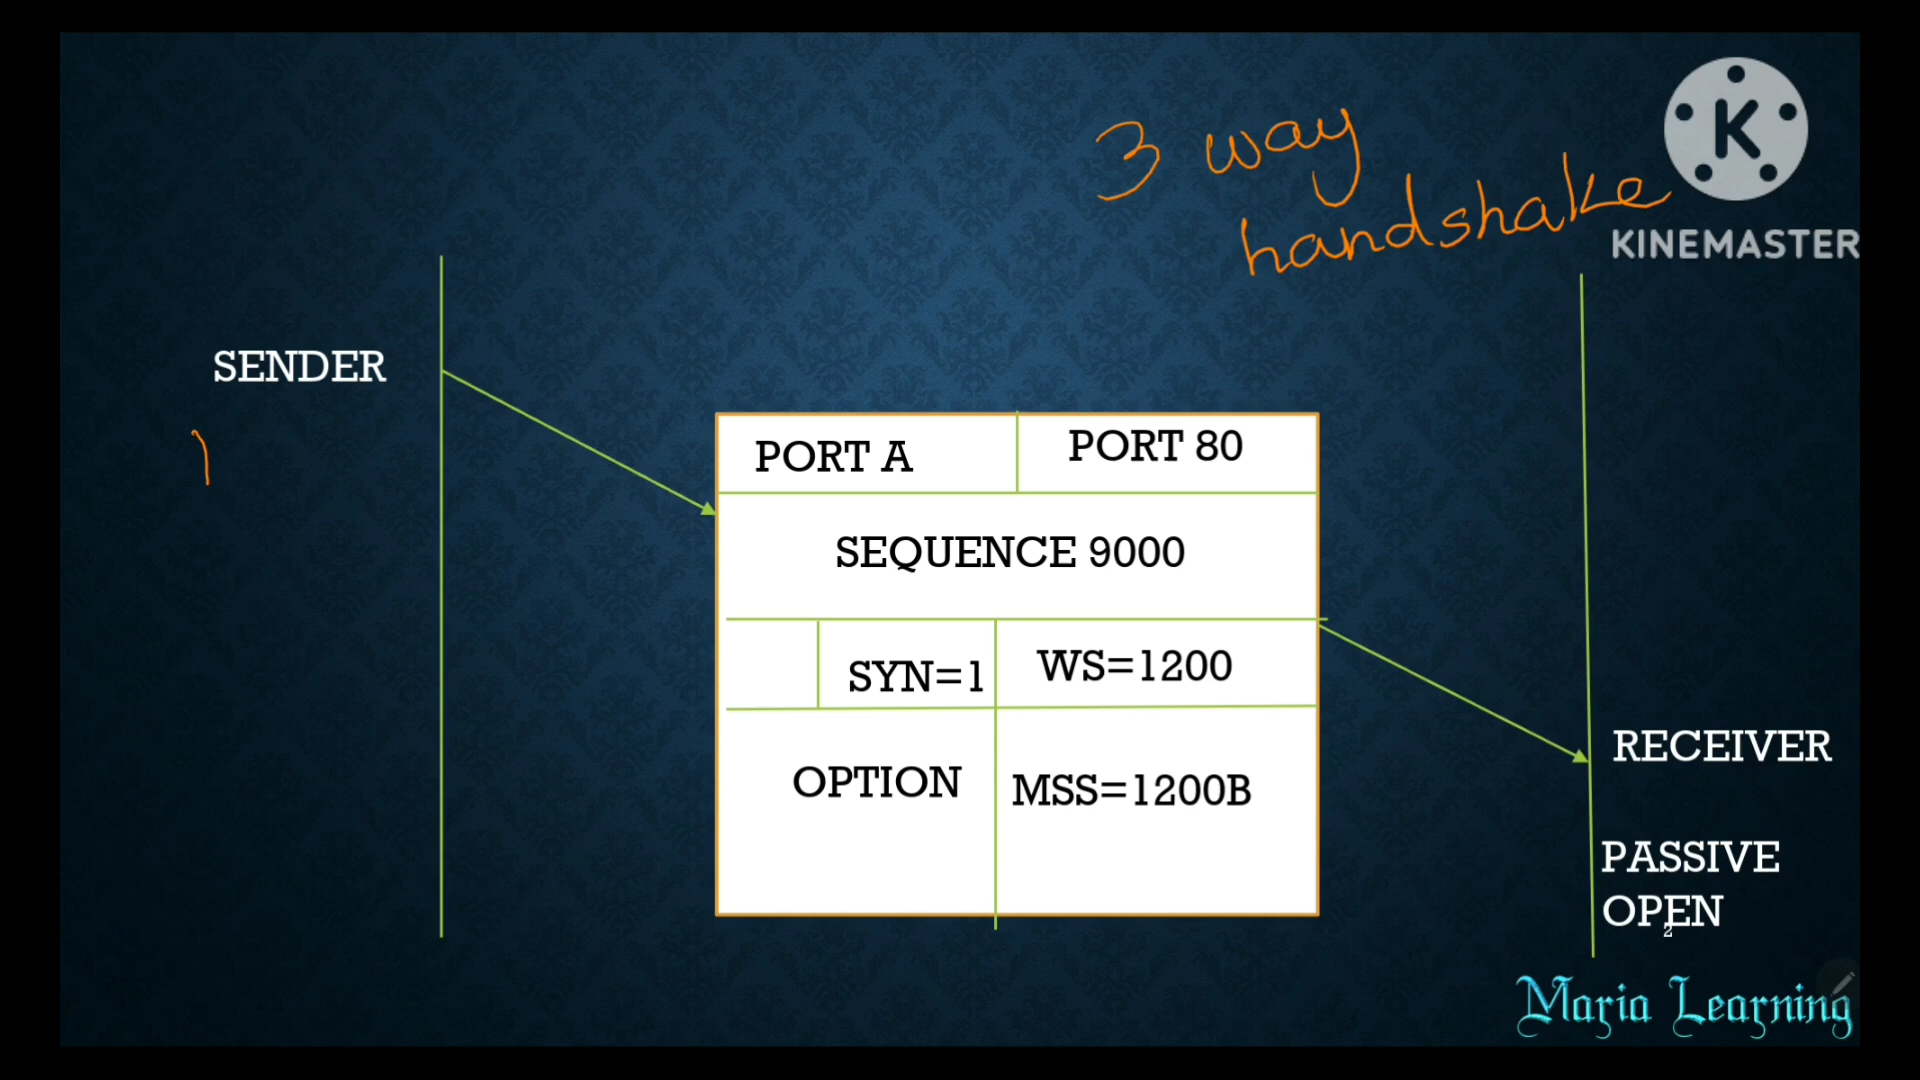 3 way
handshake
K
KINEMASTER
SENDER
1
PORT A
PORT 80
SEQUENCE 9000
SYN=1
WS=1200
OPTION
MSS=1200B
RECEIVER
PASSIVE
OPEN
2
Maria Learning